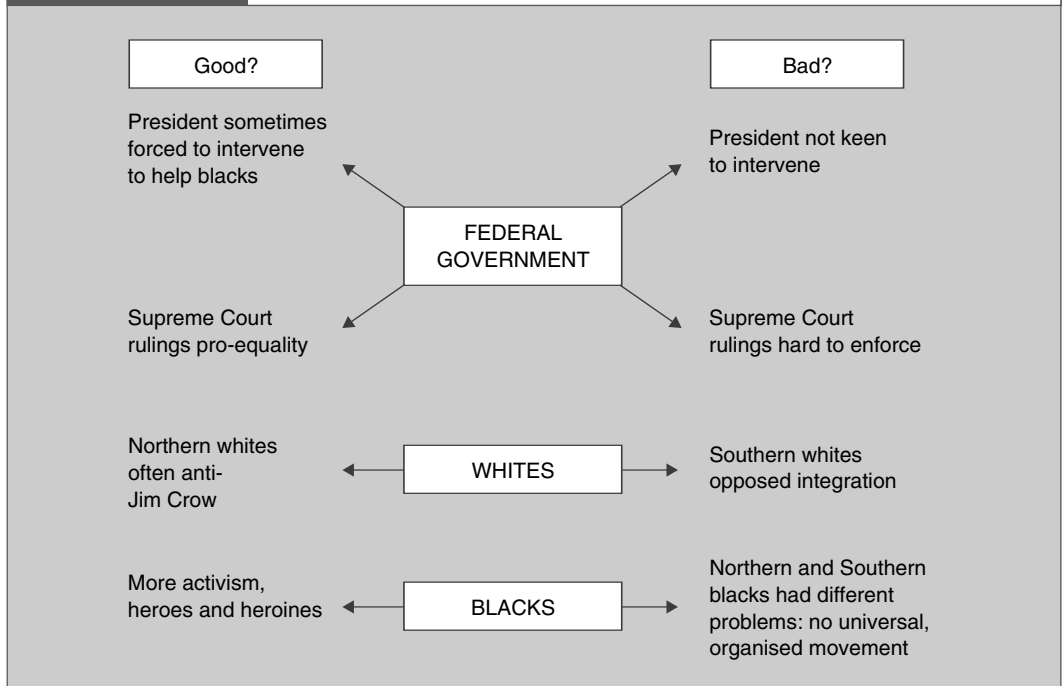 Good?
Bad?
President sometimes
forced to intervene
to help blacks
President not keen
to intervene
FEDERAL
GOVERNMENT
Supreme Court
rulings pro-equality
Supreme Court
rulings hard to enforce
Northern whites
often anti-
Jim Crow
WHITES
Southern whites
opposed integration
More activism,
heroes and heroines
BLACKS
Northern and Southern
blacks had different
problems: no universal,
organised movement